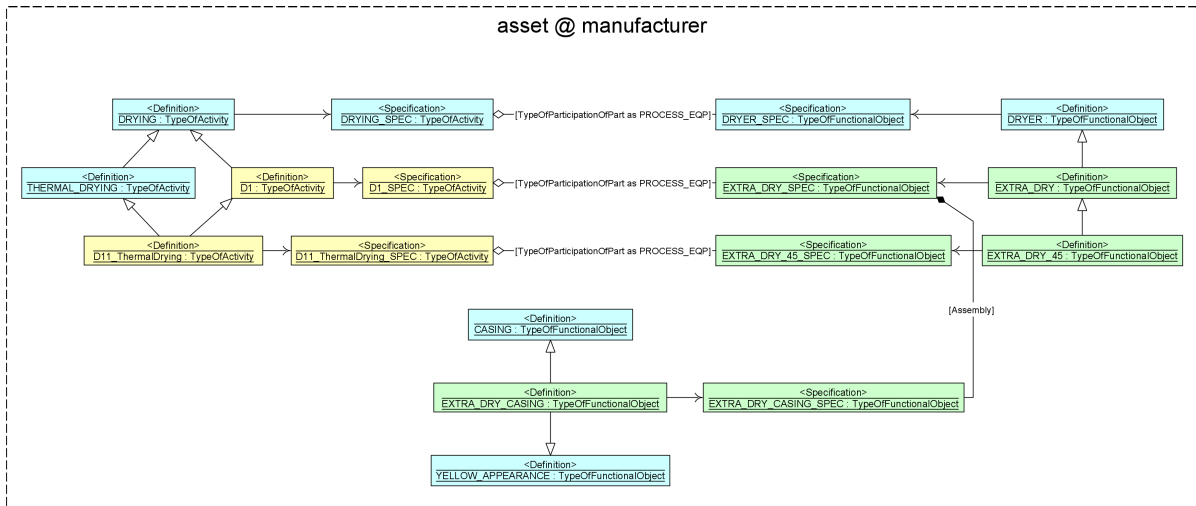 asset @ manufacturer
<Definition>
DRYING : TypeOfActivity
<Specification>
DRYING_SPEC : TypeOfActivity
[TypeOfParticipationOfPart as PROCESS_EQP]
<Specification>
DRYER_SPEC : TypeOfFunctionalObject
<Definition>
DRYER : TypeOfFunctionalObject
<Definition>
THERMAL_DRYING : TypeOfActivity
<Definition>
D1 : TypeOfActivity
<Specification>
D1_SPEC : TypeOfActivity
[TypeOfParticipationOfPart as PROCESS_EQP]
<Specification>
EXTRA_DRY_SPEC : TypeOfFunctionalObject
<Definition>
EXTRA_DRY : TypeOfFunctionalObject
<Definition>
D11_ThermalDrying : TypeOfActivity
<Specification>
D11_ThermalDrying_SPEC : TypeOfActivity
[TypeOfParticipationOfPart as PROCESS_EQP]
<Specification>
EXTRA_DRY_45_SPEC : TypeOfFunctionalObject
<Definition>
EXTRA_DRY_45 : TypeOfFunctionalObject
[Assembly]
<Definition>
CASING : TypeOfFunctionalObject
<Definition>
EXTRA_DRY_CASING : TypeOfFunctionalObject
<Specification>
EXTRA_DRY_CASING_SPEC : TypeOfFunctionalObject
<Definition>
YELLOW_APPEARANCE : TypeOfFunctionalObject